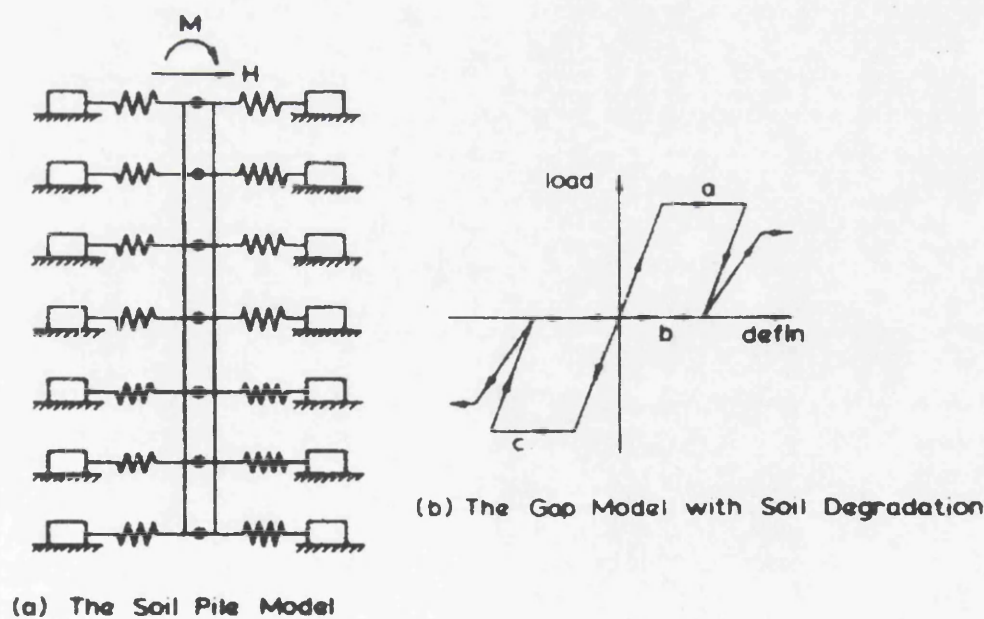 M
H
load
a
b
defln
c
(b) The Gap Model with Soil Degradation
(a) The Soil Pile Model